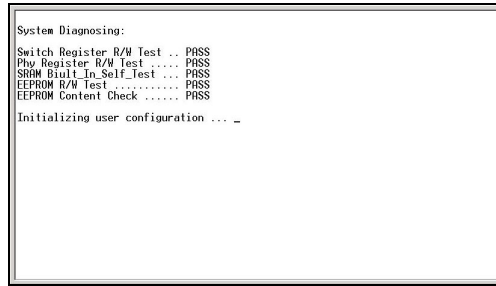 System Diagnosing:
Switch Register R/W Test .. PASS
Phy Register R/W Test ..... PASS
SRAM Biult_In_Self_Test ... PASS
EEPROM R/W Test ........... PASS
EEPROM Content Check ...... PASS
Initializing user configuration ... _